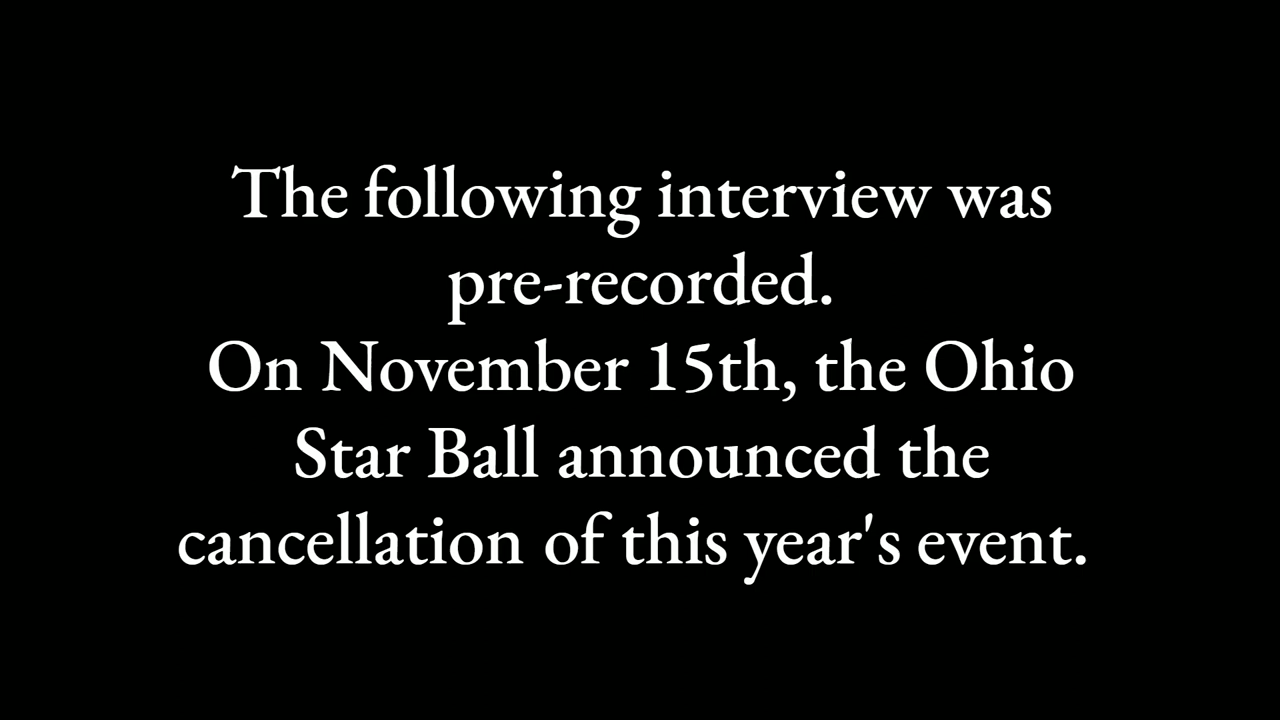 The following interview was
pre-recorded.
On November 15th, the Ohio
Star Ball announced the
cancellation of this year's event.